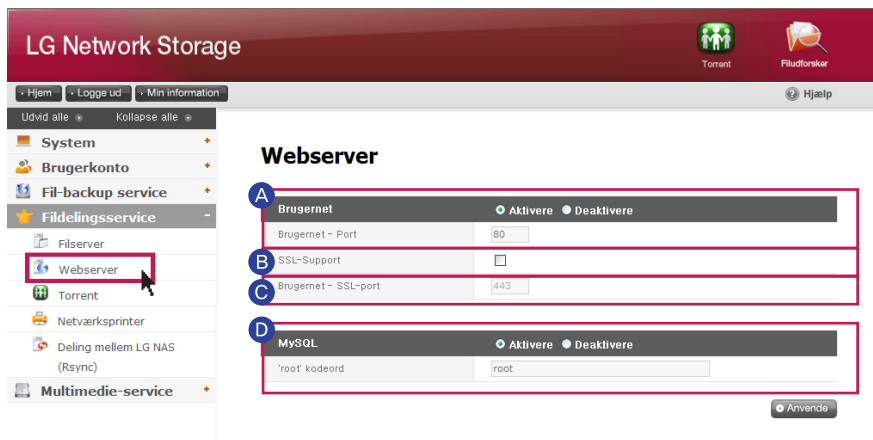 LG Network Storage
Torrent
Filudforsker
Hjem
Logge ud
Min information
Hjælp
Udvid alle
Kollapse alle
System
Brugerkonto
Fil-backup service
Fildelingsservice
Filserver
Webserver
Torrent
Netværksprinter
Deling mellem LG NAS
(Rsync)
Multimedie-service
Webserver
A
Brugernet Aktivere Deaktivere
Brugernet - Port 80
B
SSL-Support
C
Brugernet - SSL-port 443
D
MySQL Aktivere Deaktivere
'root' kodeord root
Anvende